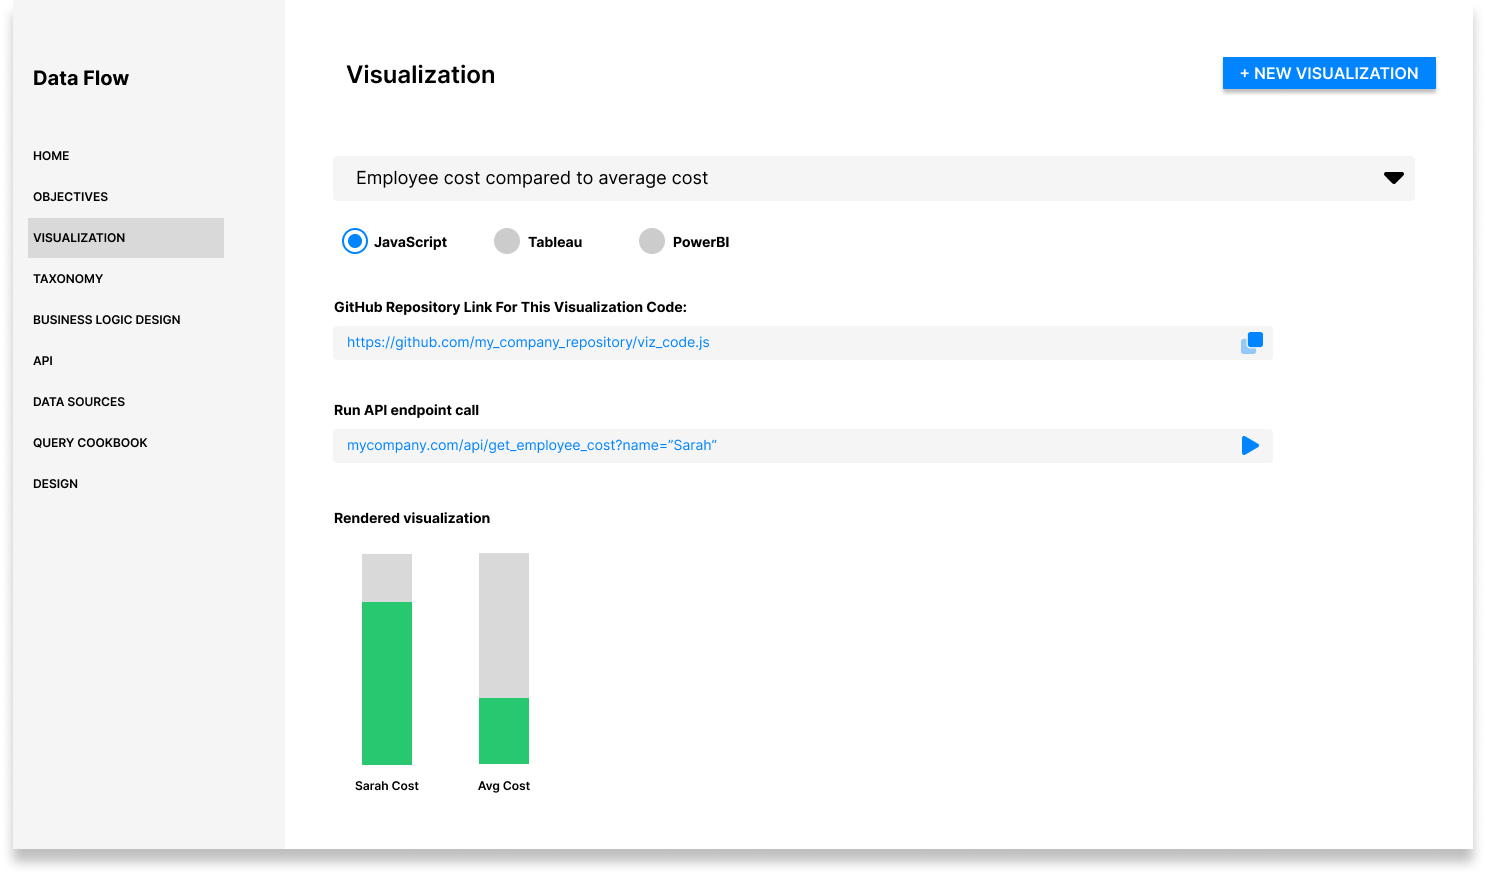 Data Flow
HOME
OBJECTIVES
VISUALIZATION
TAXONOMY
BUSINESS LOGIC DESIGN
API
DATA SOURCES
QUERY COOKBOOK
DESIGN
Visualization
+ NEW VISUALIZATION
Employee cost compared to average cost
JavaScript
Tableau
PowerBI
GitHub Repository Link For This Visualization Code:
https://github.com/my_company_repository/viz_code.js
Run API endpoint call
mycompany.com/api/get_employee_cost?name=”Sarah”
Rendered visualization
Sarah Cost
Avg Cost